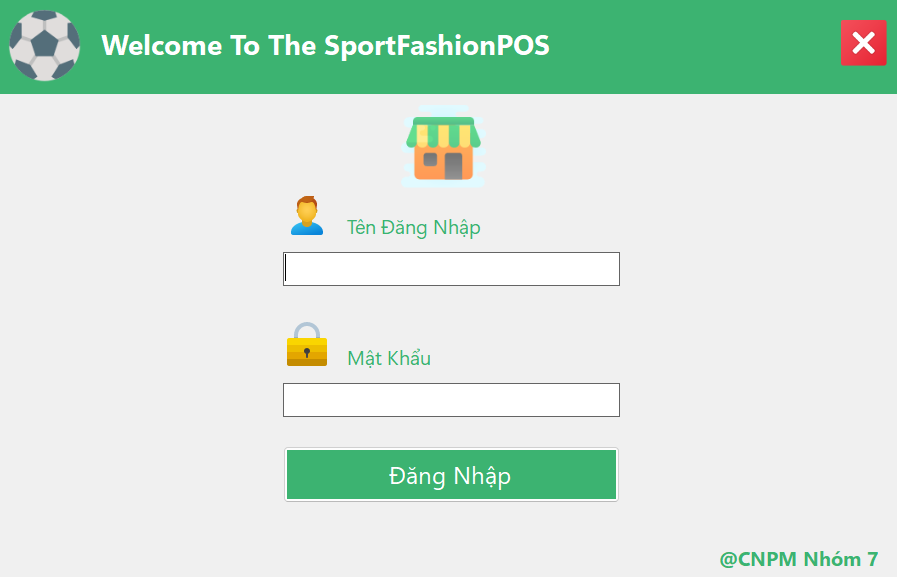 Welcome To The SportFashionPOS
Tên Đăng Nhập
Mật Khẩu
Đăng Nhập
@CNPM Nhóm 7